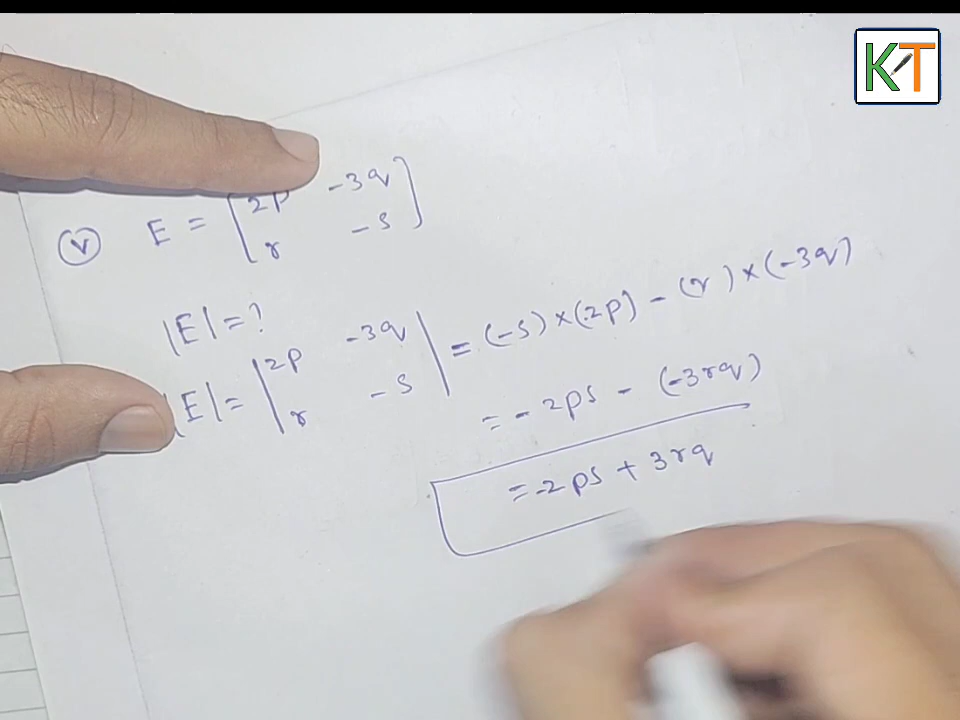 KT
(v) E = [2p -3q
r -s]
|E| = ?
|E| = |2p -3q
r -s| = (-s) × (2p) - (r) × (-3q)
= - 2ps - (-3rq)
= -2ps + 3rq